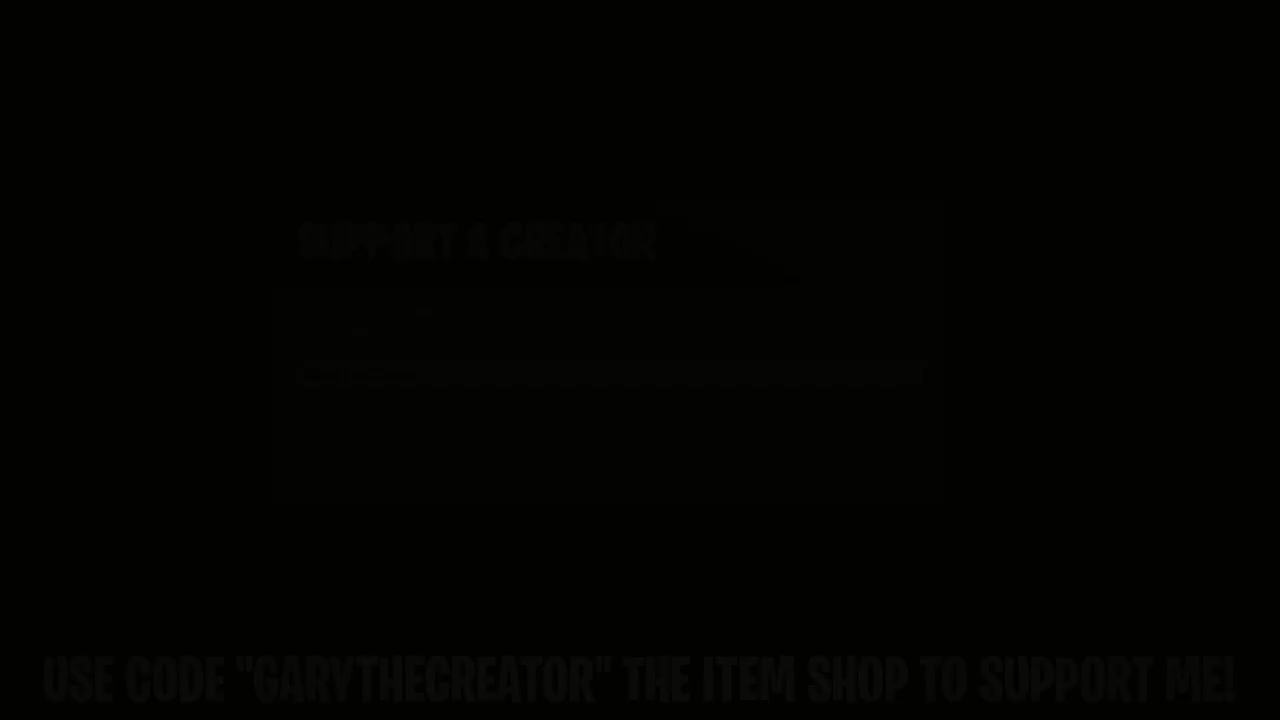 SUPPORT A CREATOR
USE CODE "GARYTHECREATOR" THE ITEM SHOP TO SUPPORT ME!